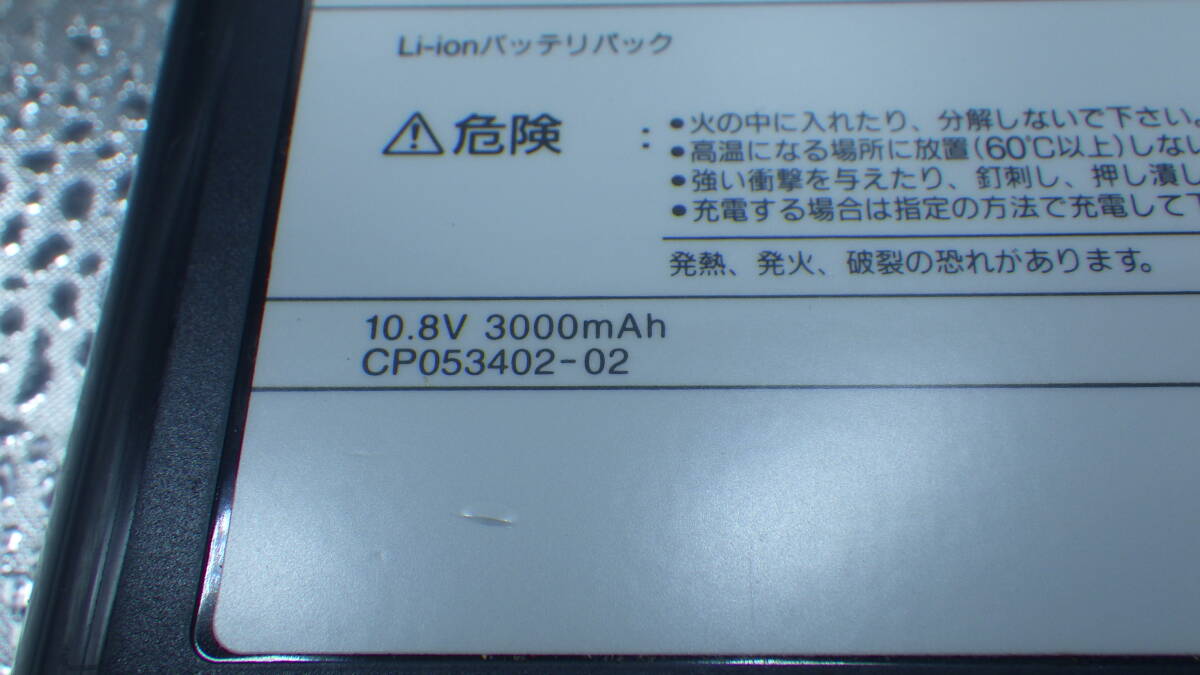 Li-ionバッテリパック
⚠危険 : •火の中に入れたり、分解しないで下さい。
•高温になる場所に放置(60℃以上)しない
•強い衝撃を与えたり、釘刺し、押し潰し
•充電する場合は指定の方法で充電して下
発熱、発火、破裂の恐れがあります。
10.8V 3000mAh
CP053402-02